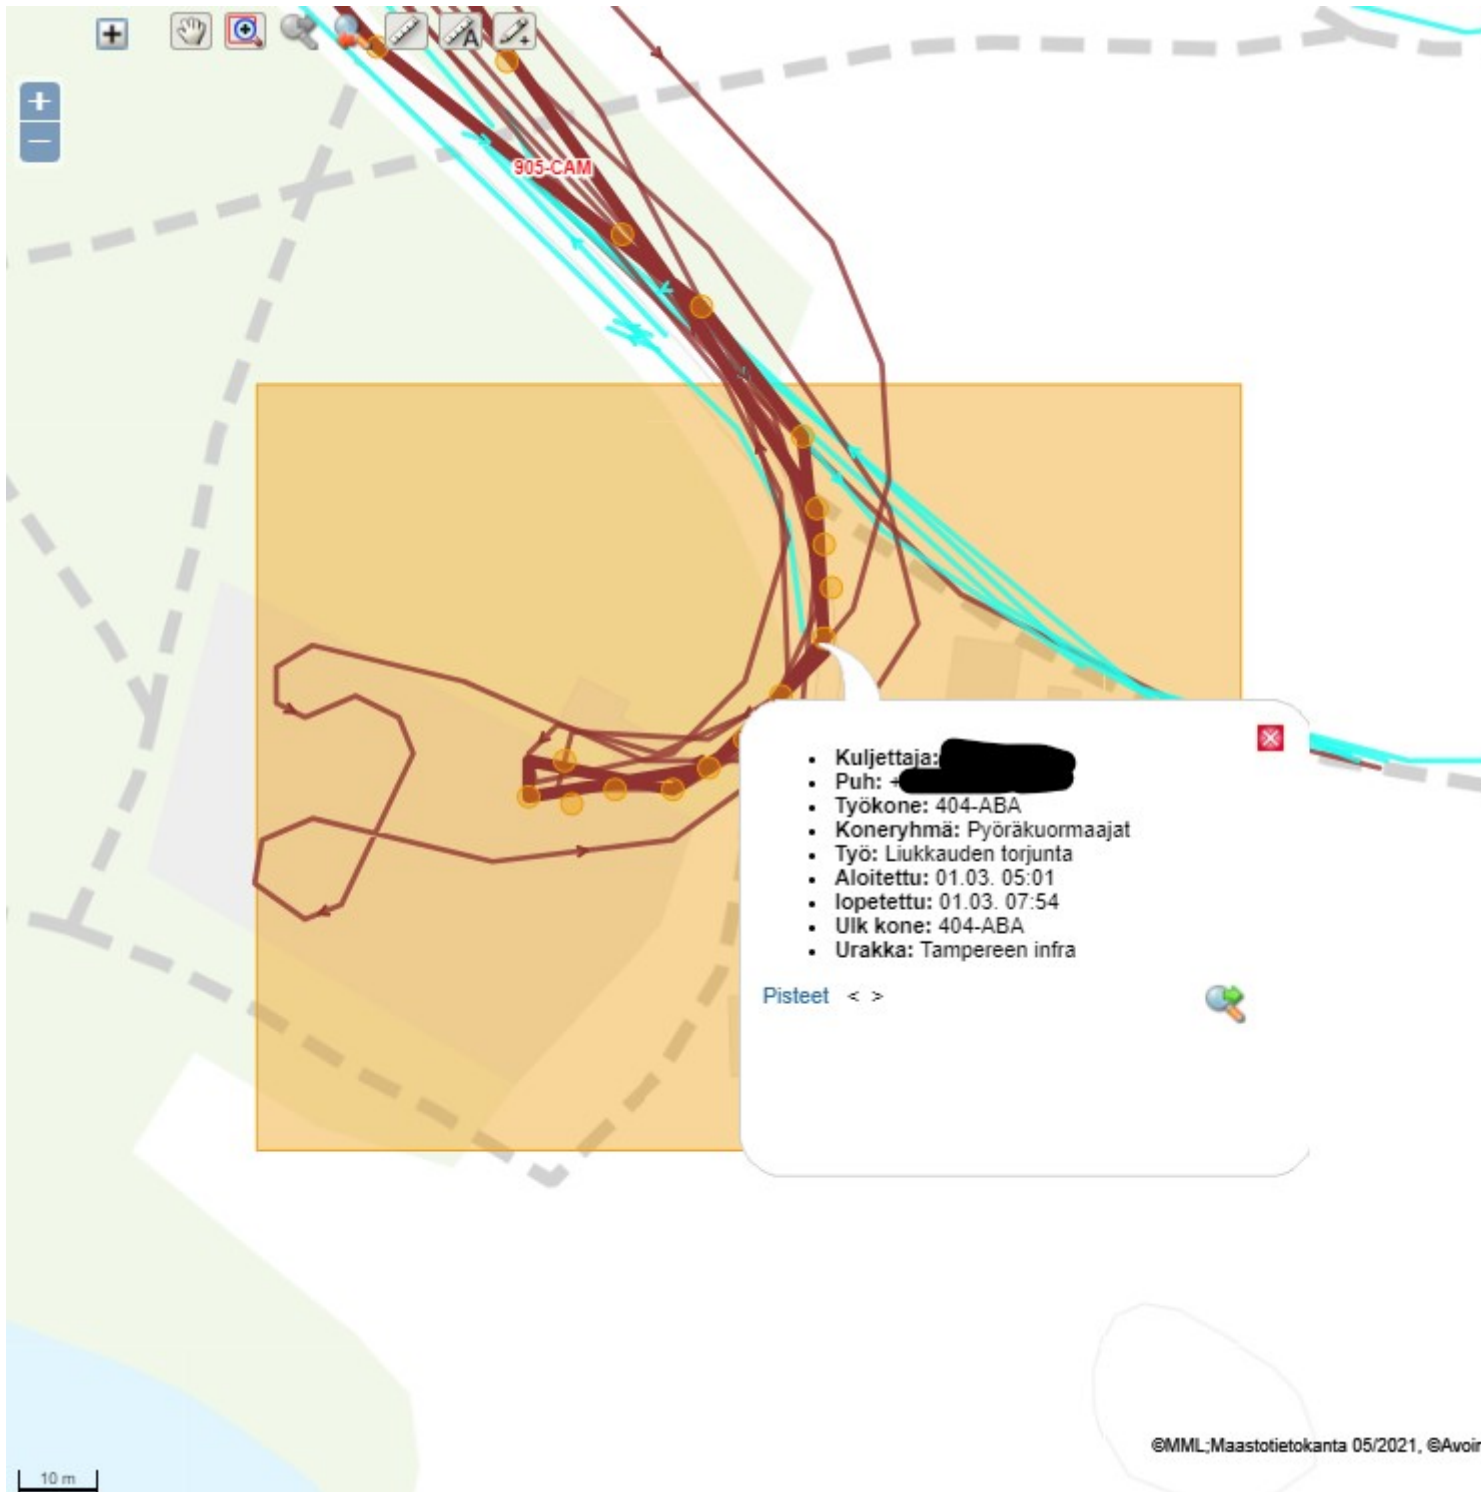 A
905-CAM
Kuljettaja:
Puh: +
Työkone: 404-ABA
Koneryhmä: Pyöräkuormaajat
Työ: Liukkauden torjunta
Aloitettu: 01.03. 05:01
lopetettu: 01.03. 07:54
Ulk kone: 404-ABA
Urakka: Tampereen infra
Pisteet < >
©MML;Maastotietokanta 05/2021, ©Avoir
10 m